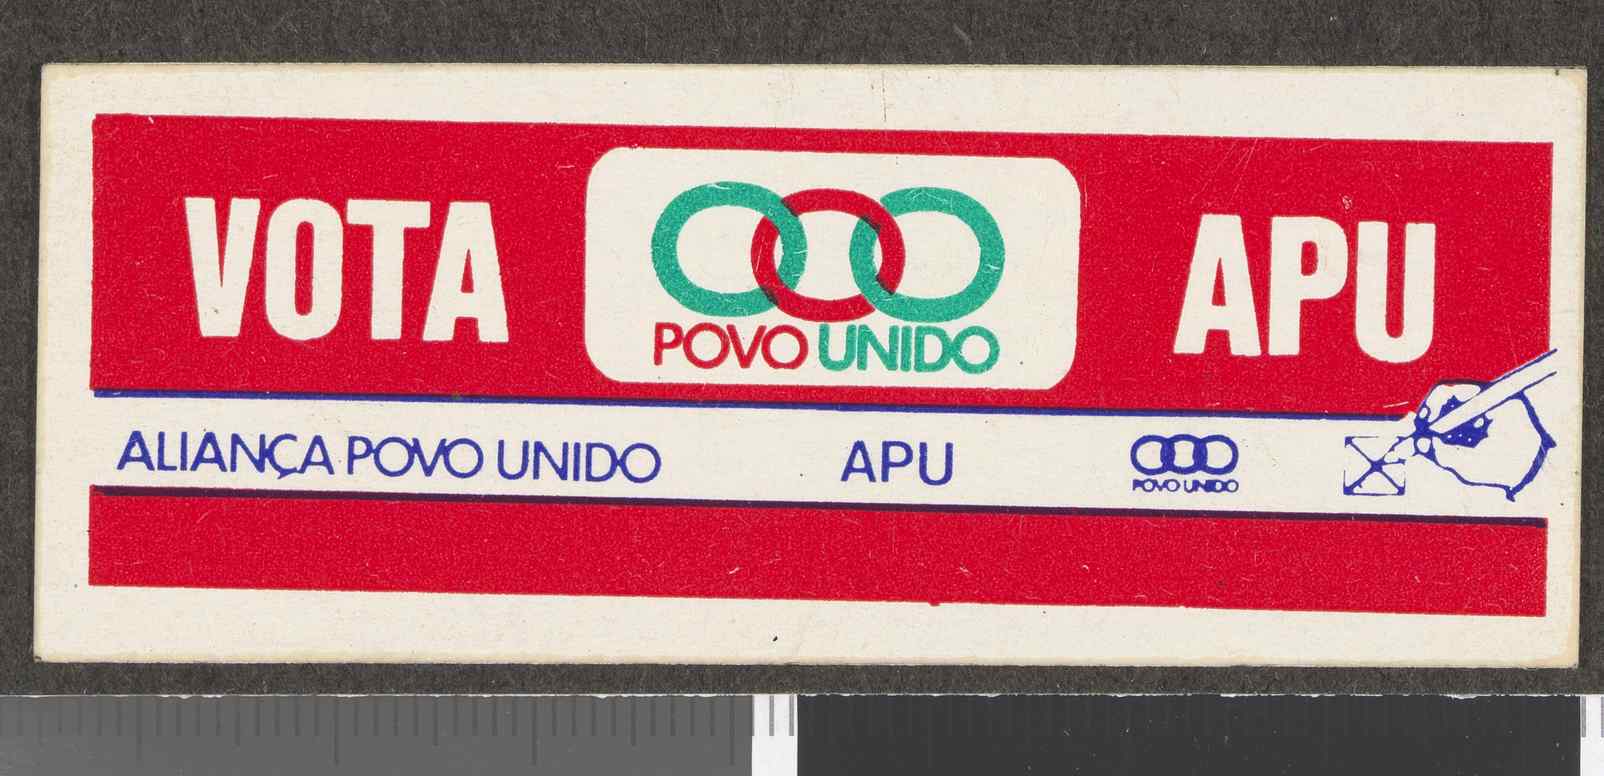 VOTA
POVO UNIDO
APU
ALIANÇA POVO UNIDO APU POVO UNIDO